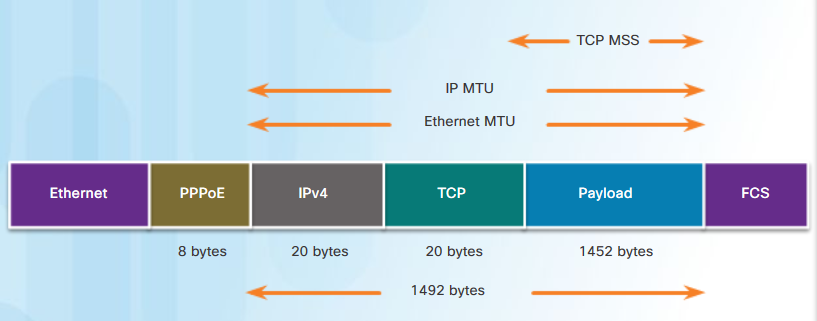 TCP MSS
IP MTU
Ethernet MTU
Ethernet PPPoE IPv4 TCP Payload FCS
8 bytes 20 bytes 20 bytes 1452 bytes
1492 bytes